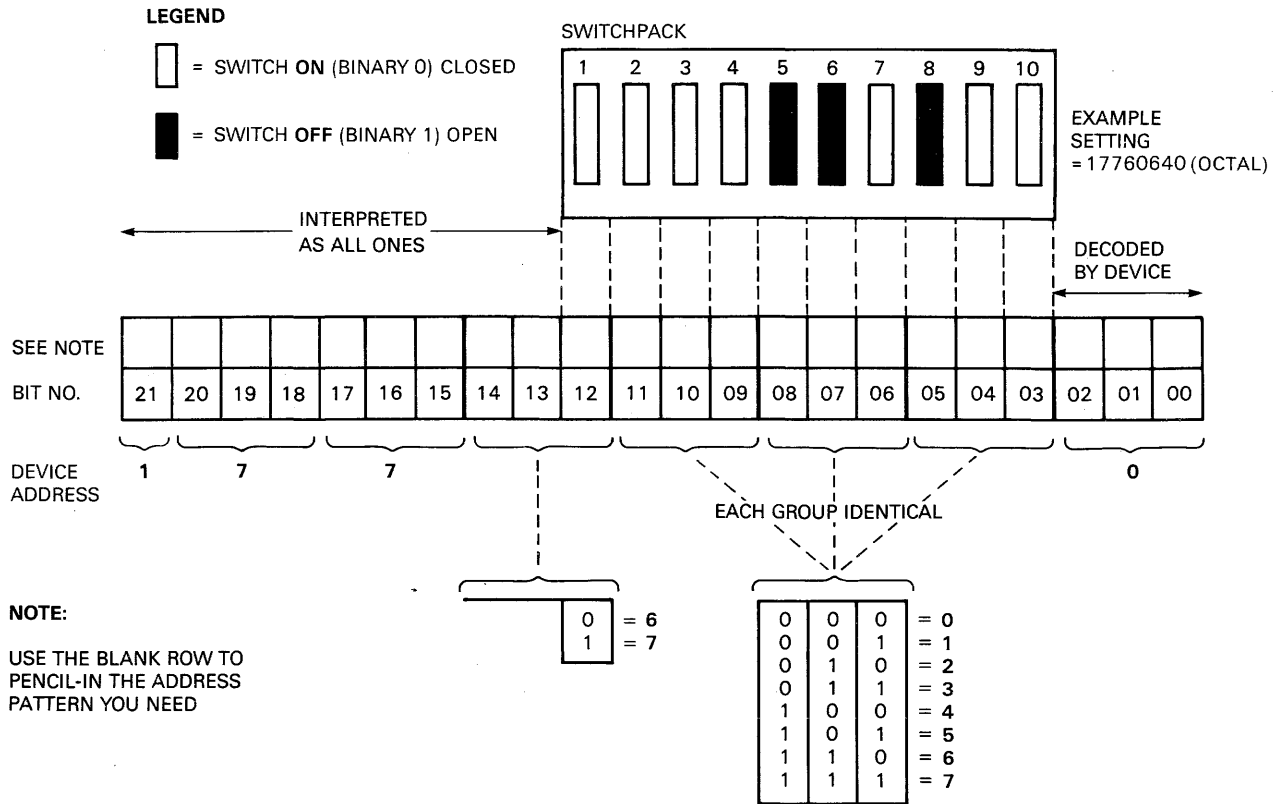 LEGEND
= SWITCH ON (BINARY 0) CLOSED
= SWITCH OFF (BINARY 1) OPEN
SWITCHPACK
1 2 3 4 5 6 7 8 9 10
EXAMPLE
SETTING
= 17760640 (OCTAL)
INTERPRETED
AS ALL ONES
DECODED
BY DEVICE
SEE NOTE
BIT NO. 21 20 19 18 17 16 15 14 13 12 11 10 09 08 07 06 05 04 03 02 01 00
DEVICE
ADDRESS
1 7 7 0
EACH GROUP IDENTICAL
0 = 6
1 = 7
0 0 0 = 0
0 0 1 = 1
0 1 0 = 2
0 1 1 = 3
1 0 0 = 4
1 0 1 = 5
1 1 0 = 6
1 1 1 = 7
NOTE:
USE THE BLANK ROW TO
PENCIL-IN THE ADDRESS
PATTERN YOU NEED